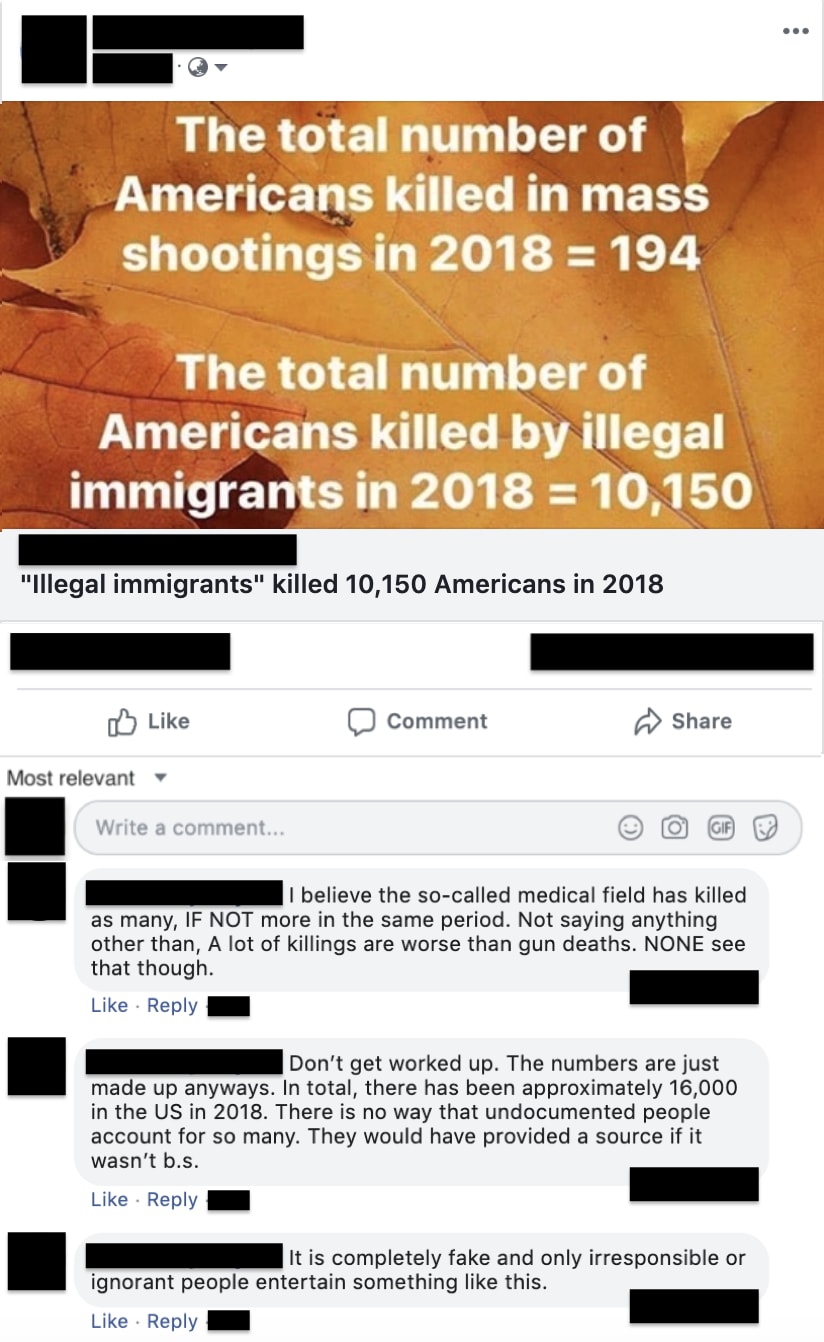 The total number of
Americans killed in mass
shootings in 2018 = 194
The total number of
Americans killed by illegal
immigrants in 2018 = 10,150
"Illegal immigrants" killed 10,150 Americans in 2018
Like
Comment
Share
Most relevant
Write a comment...
GIF
I believe the so-called medical field has killed
as many, IF NOT more in the same period. Not saying anything
other than, A lot of killings are worse than gun deaths. NONE see
that though.
Like · Reply
Don't get worked up. The numbers are just
made up anyways. In total, there has been approximately 16,000
in the US in 2018. There is no way that undocumented people
account for so many. They would have provided a source if it
wasn't b.s.
Like · Reply
It is completely fake and only irresponsible or
ignorant people entertain something like this.
Like · Reply